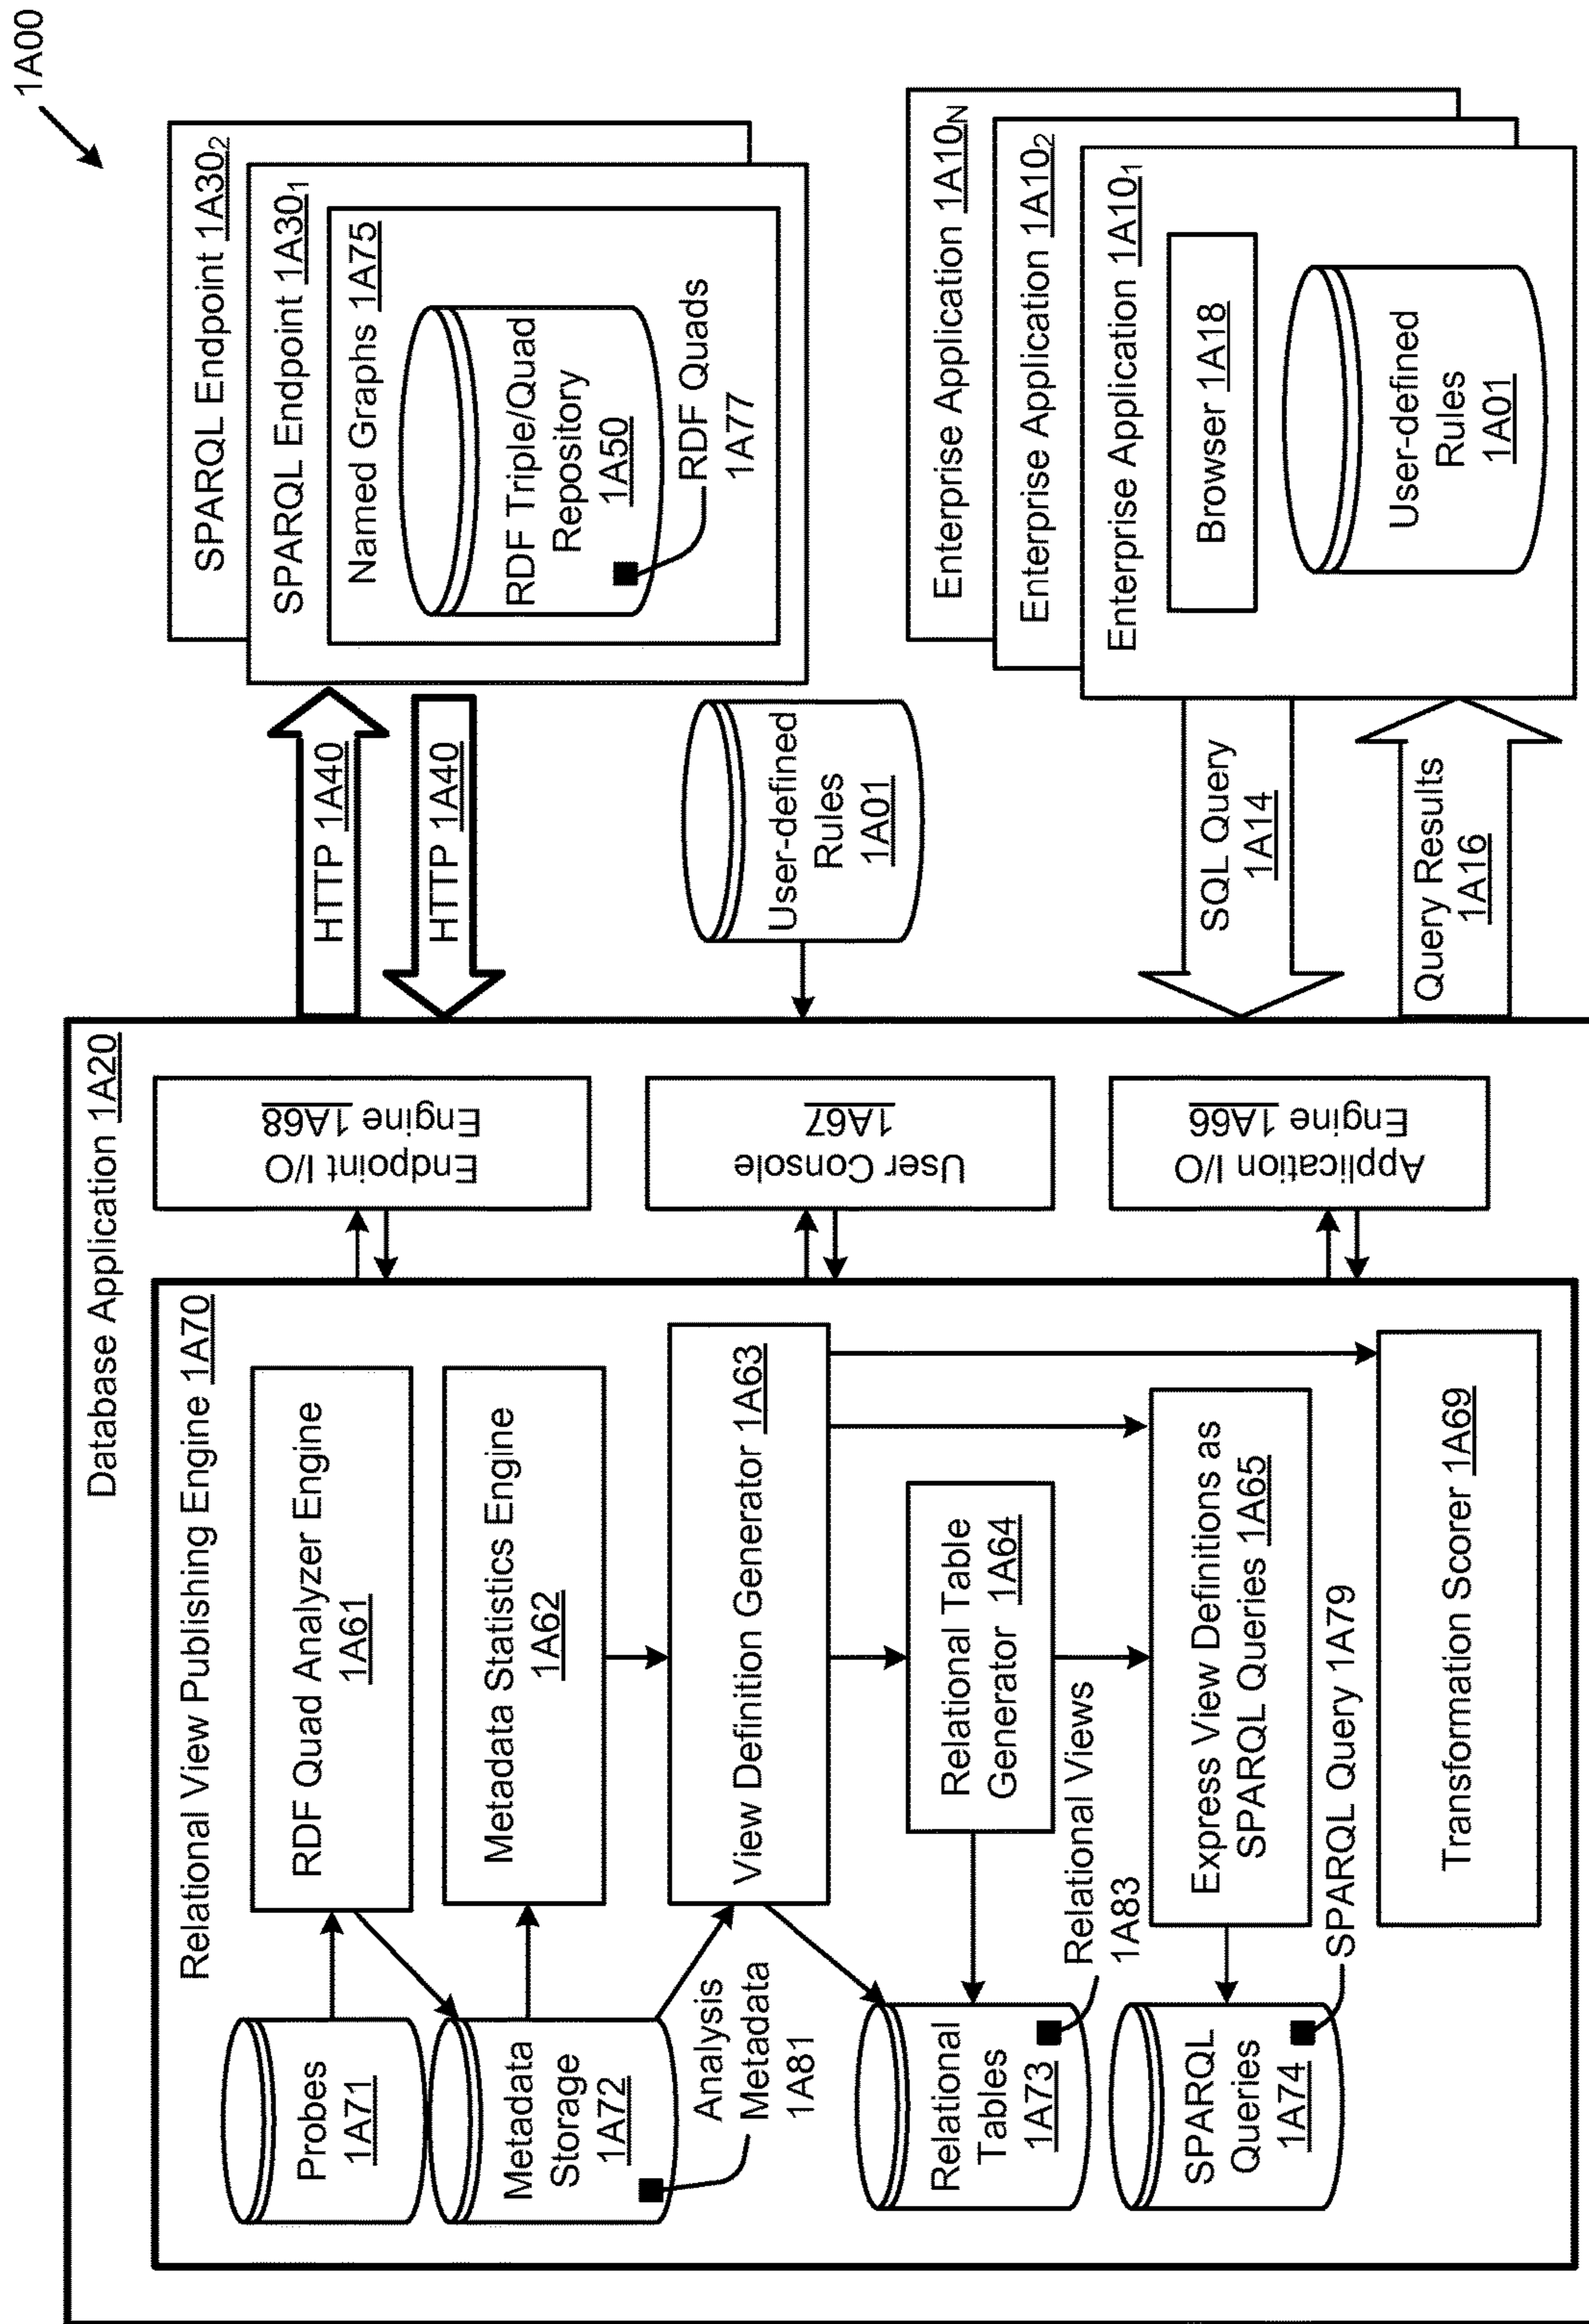 1A00
Database Application 1A20
Relational View Publishing Engine 1A70
Probes
1A71
RDF Quad Analyzer Engine
1A61
Metadata
Storage
1A72
Metadata Statistics Engine
1A62
Analysis
Metadata
1A81
View Definition Generator 1A63
Relational
Tables
1A73
Relational Table
Generator 1A64
Relational Views
1A83
SPARQL
Queries
1A74
Express View Definitions as
SPARQL Queries 1A65
SPARQL Query 1A79
Transformation Scorer 1A69
Endpoint I/O
Engine 1A68
User Console
1A67
Application I/O
Engine 1A66
HTTP 1A40
HTTP 1A40
User-defined
Rules
1A01
SQL Query
1A14
Query Results
1A16
SPARQL Endpoint 1A30₂
SPARQL Endpoint 1A30₁
Named Graphs 1A75
RDF Triple/Quad
Repository
1A50
RDF Quads
1A77
Enterprise Application 1A10N
Enterprise Application 1A10₂
Enterprise Application 1A10₁
Browser 1A18
User-defined
Rules
1A01